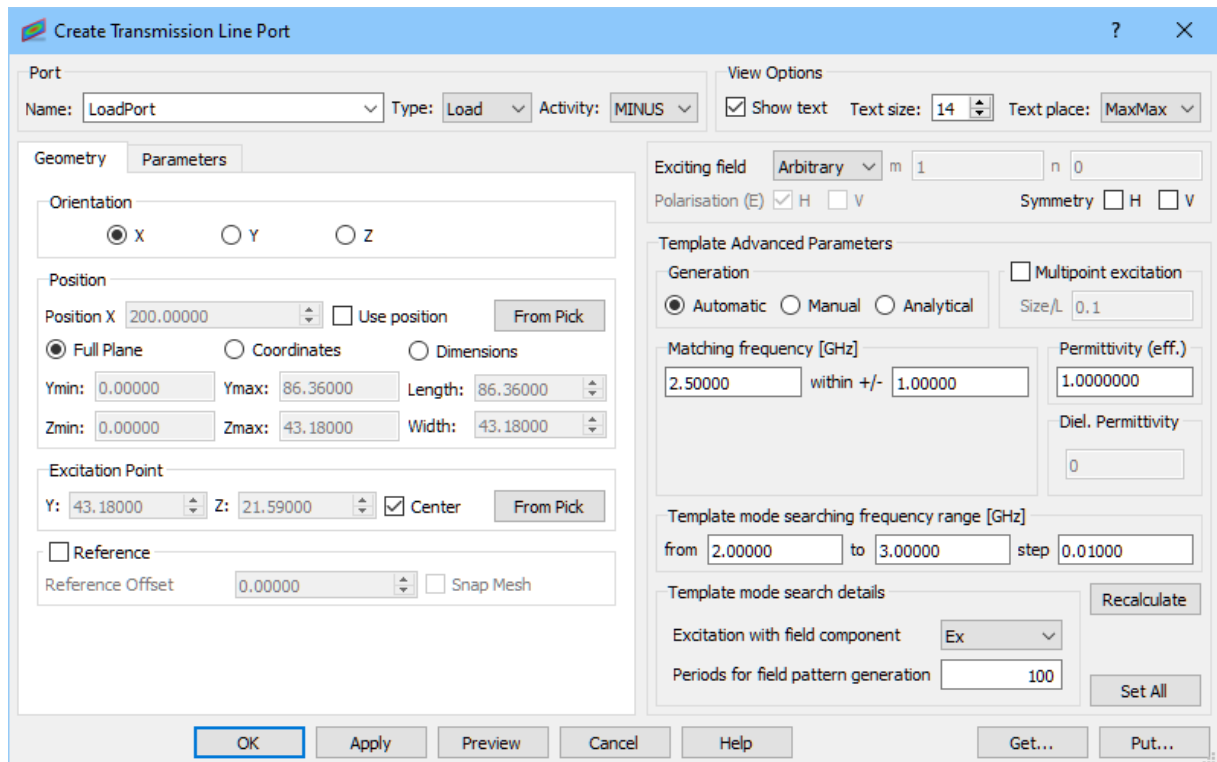 Create Transmission Line Port ?
Port
Name: LoadPort Type: Load Activity: MINUS
View Options
Show text Text size: 14 Text place: MaxMax
Geometry Parameters
Orientation
X Y Z
Position
Position X 200.00000 Use position From Pick
Full Plane Coordinates Dimensions
Ymin: 0.00000 Ymax: 86.36000 Length: 86.36000
Zmin: 0.00000 Zmax: 43.18000 Width: 43.18000
Excitation Point
Y: 43.18000 Z: 21.59000 Center From Pick
Reference
Reference Offset 0.00000 Snap Mesh
Exciting field Arbitrary m 1 n 0
Polarisation (E) H V Symmetry H V
Template Advanced Parameters
Generation
Automatic Manual Analytical
Multipoint excitation
Size/L 0.1
Matching frequency [GHz]
2.50000 within +/- 1.00000
Permittivity (eff.)
1.0000000
Diel. Permittivity
0
Template mode searching frequency range [GHz]
from 2.00000 to 3.00000 step 0.01000
Template mode search details
Excitation with field component Ex
Periods for field pattern generation 100
Recalculate
Set All
OK Apply Preview Cancel Help Get... Put...